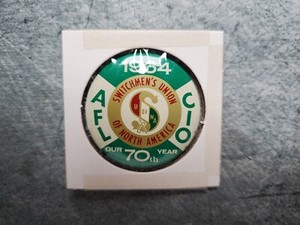 1964
SWITCHMEN'S UNION
OF NORTH AMERICA
AFL
CIO
OUR 70th YEAR